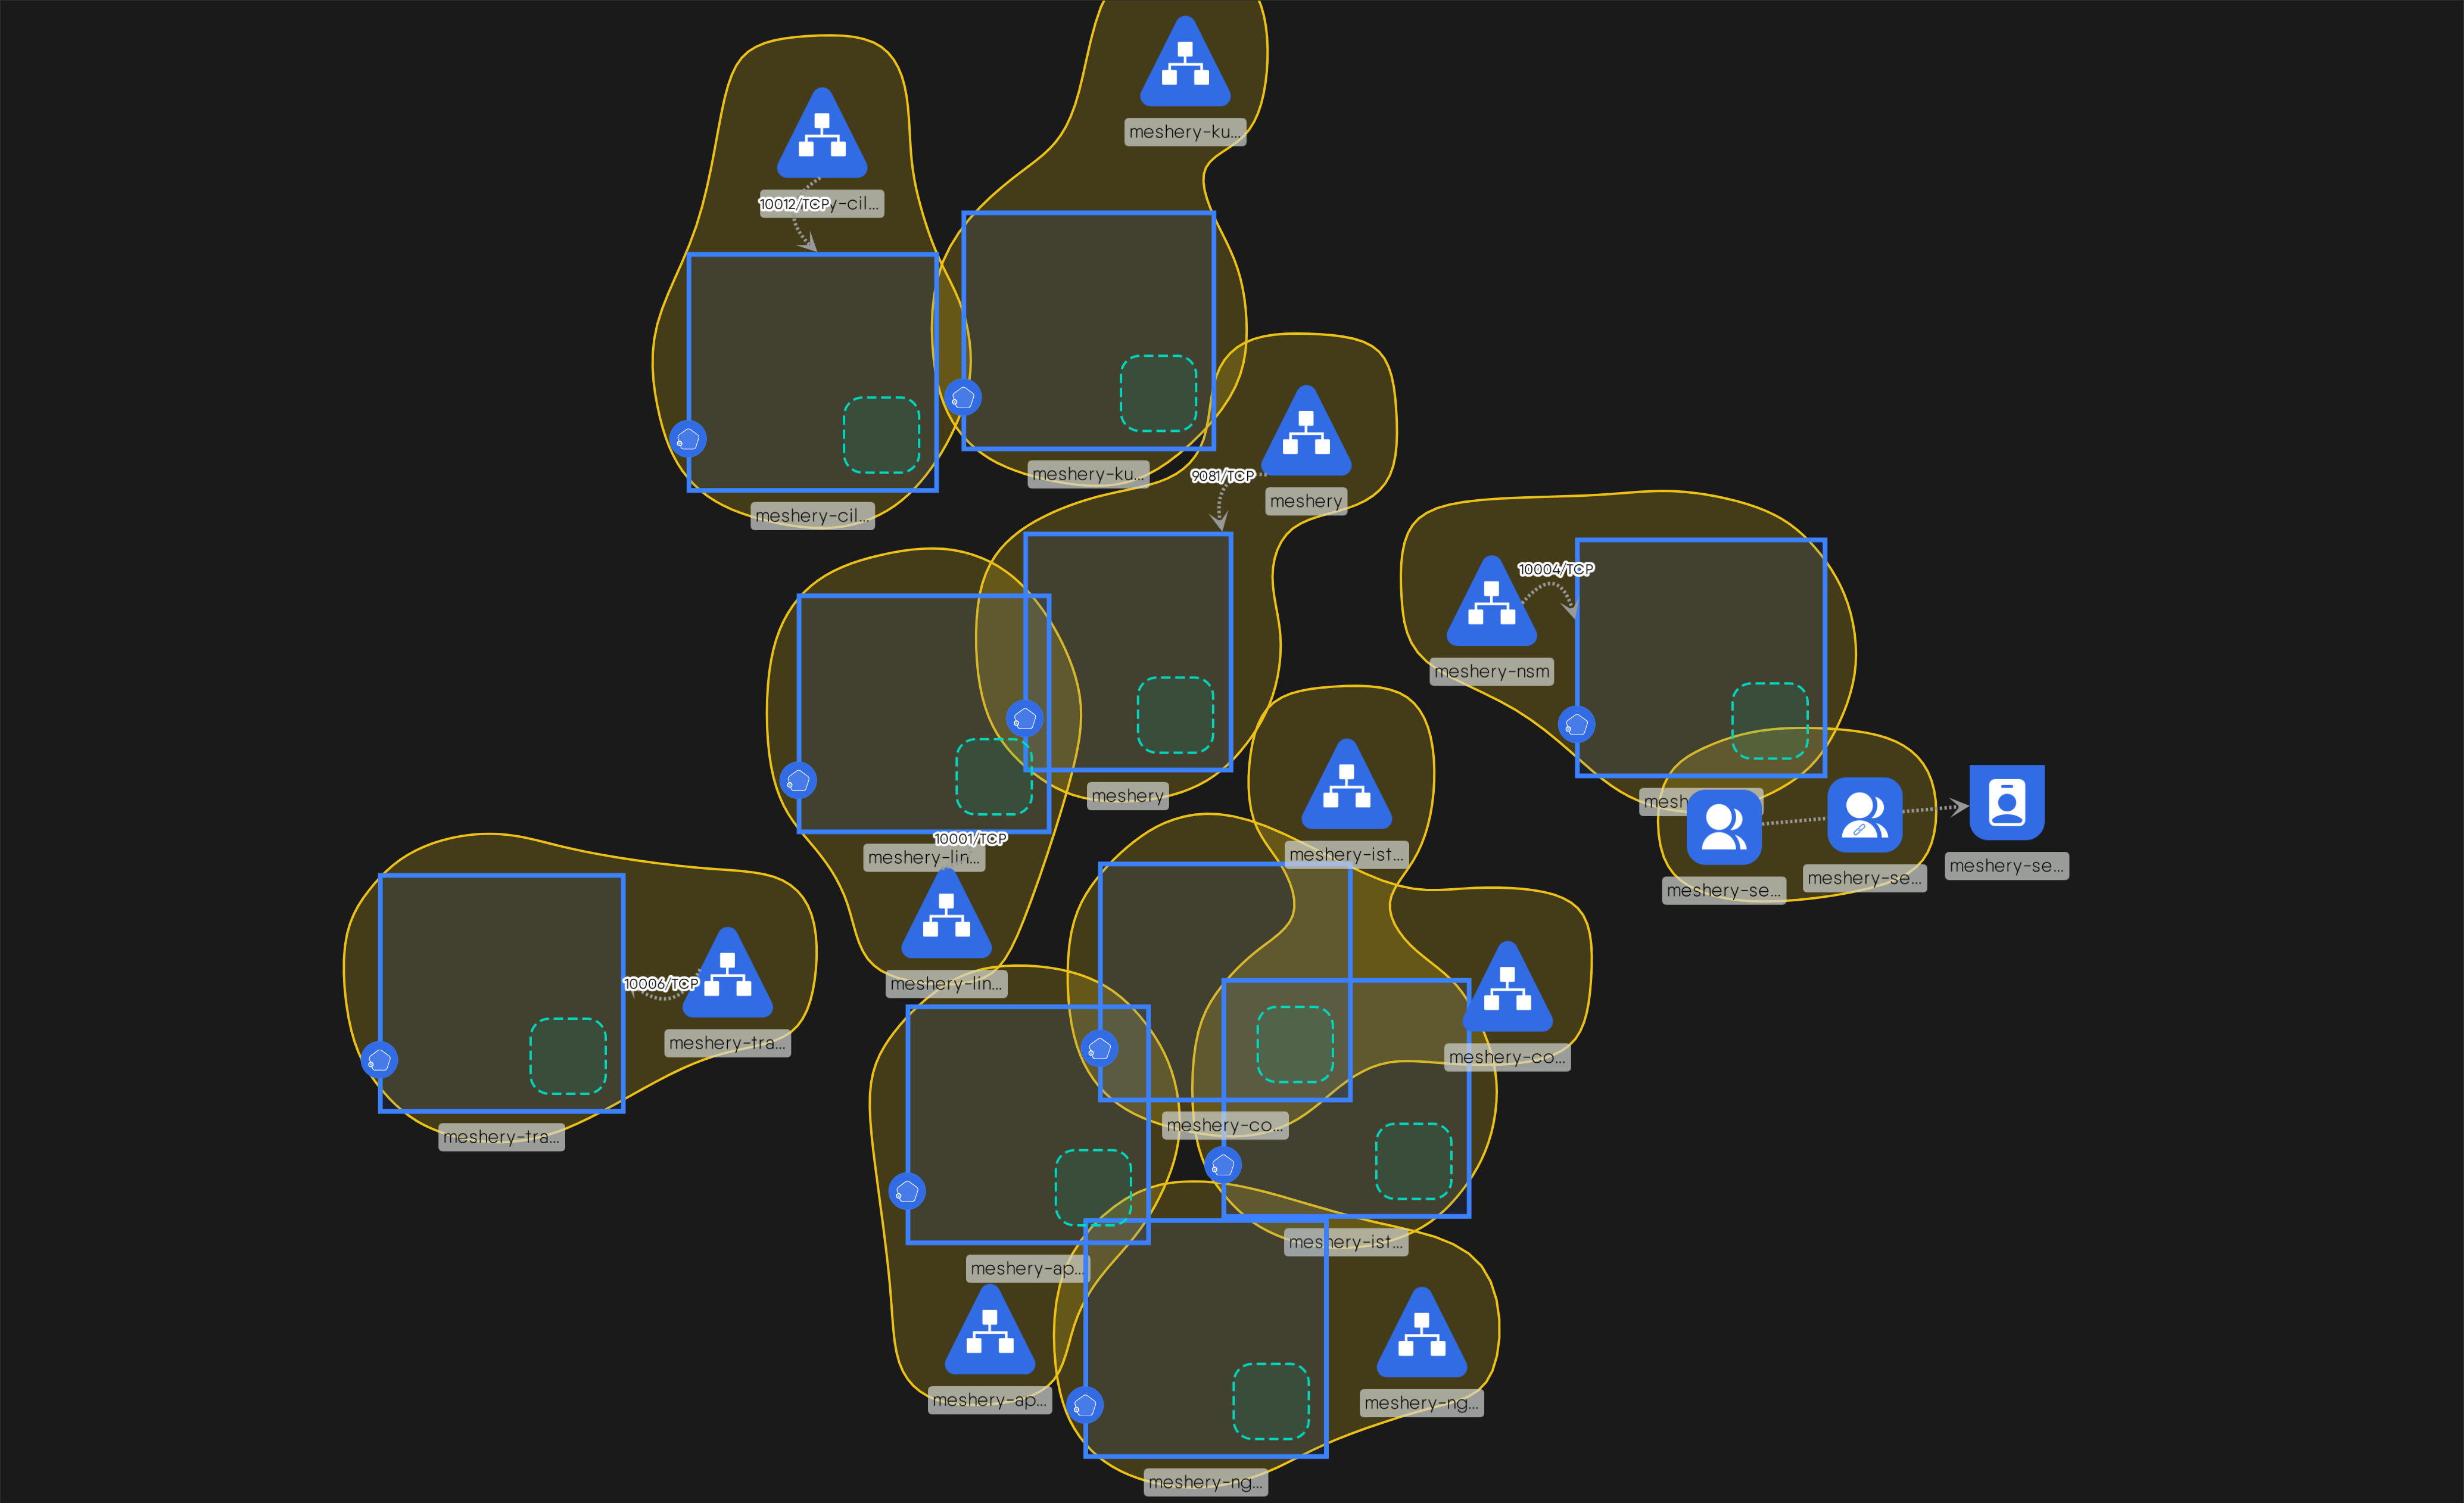 meshery-ku...
10012/TCP
y-cil...
meshery-ku...
9081/TCP
meshery
meshery-cil...
10004/TCP
meshery-nsm
meshery
mesh
10001/TCP
meshery-lin...
meshery-ist...
meshery-se...
meshery-se...
meshery-se...
meshery-lin...
10006/TCP
meshery-tra...
meshery-co...
meshery-co...
meshery-tra...
meshery-ist...
meshery-ap...
meshery-ap...
meshery-ng...
meshery-ng...